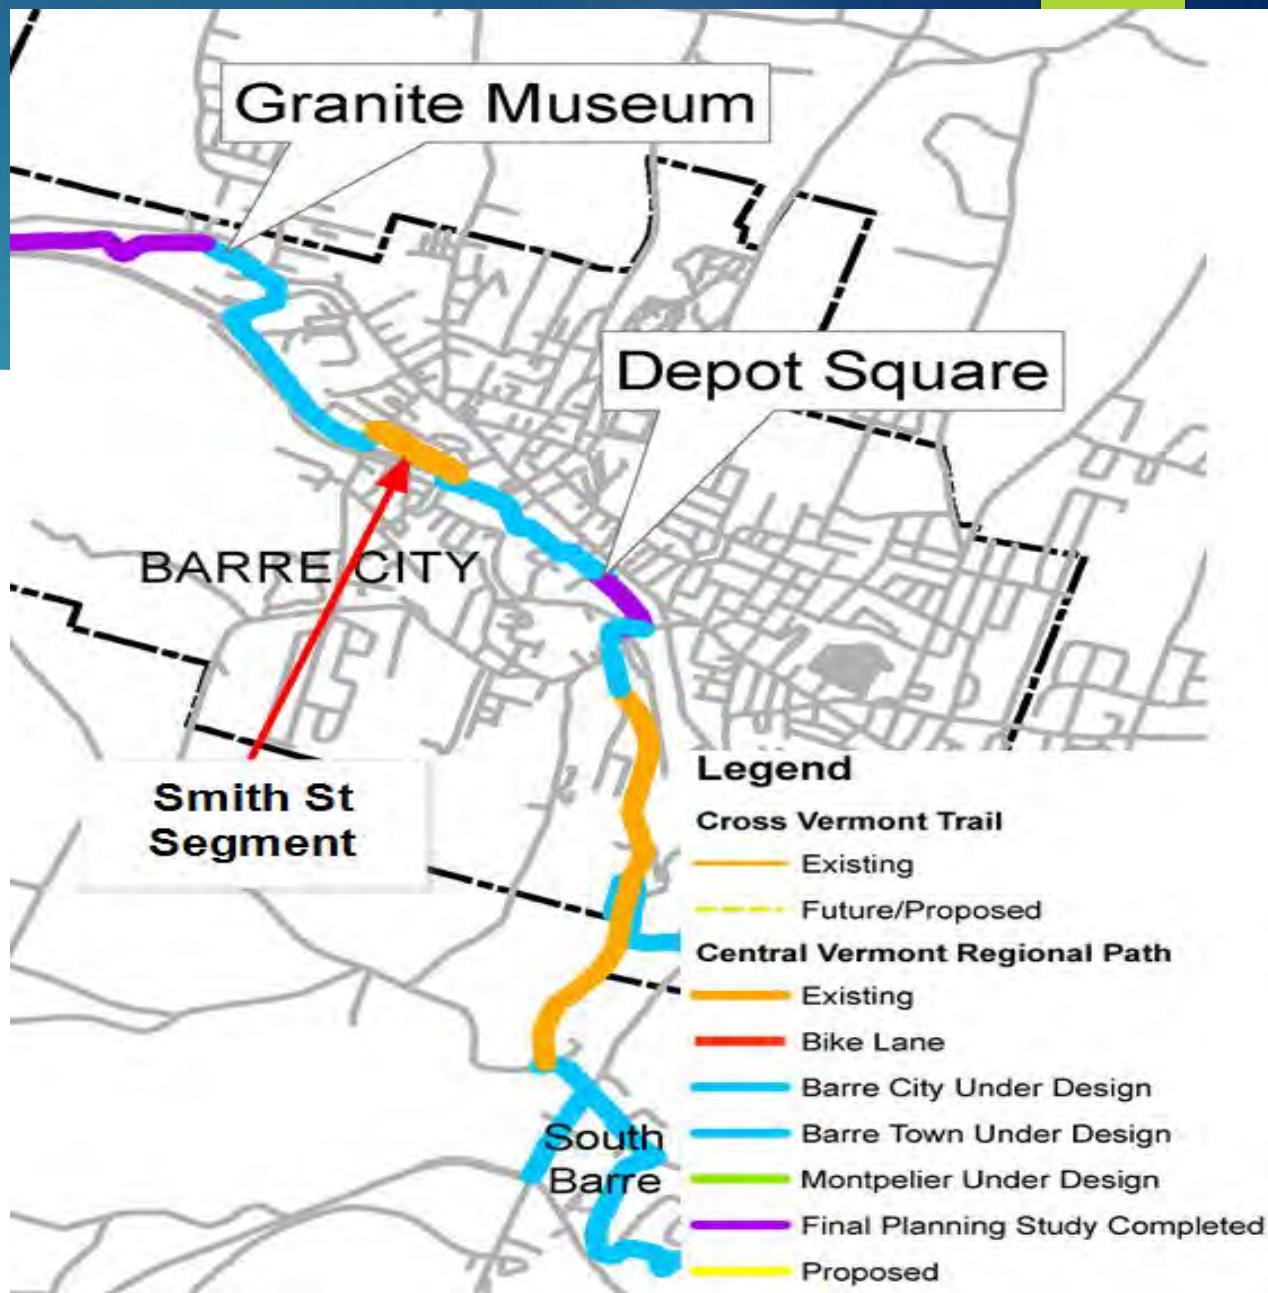 Granite Museum
Depot Square
BARRE CITY
Smith St
Segment
South
Barre
Legend
Cross Vermont Trail
Existing
Future/Proposed
Central Vermont Regional Path
Existing
Bike Lane
Barre City Under Design
Barre Town Under Design
Montpelier Under Design
Final Planning Study Completed
Proposed